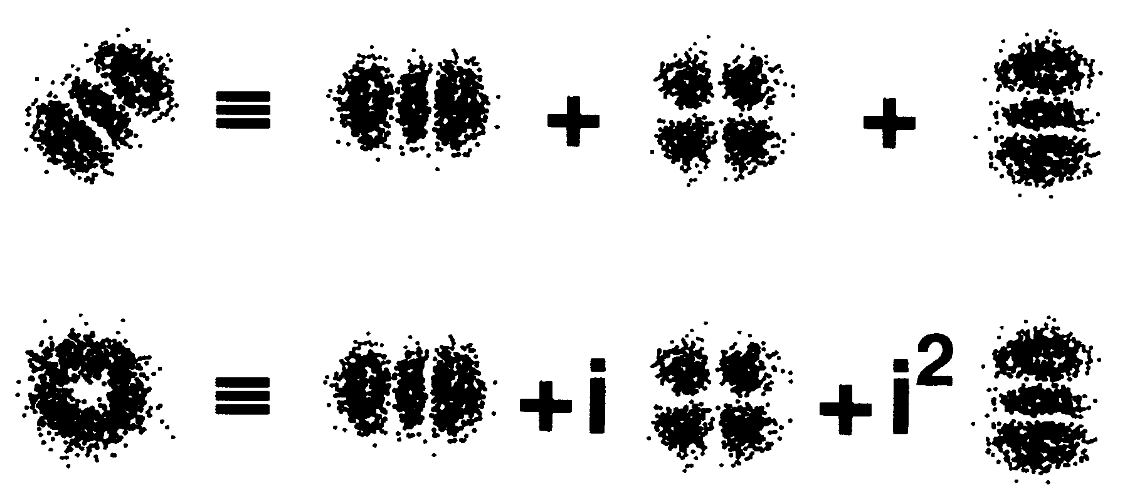 ≡ + +
≡ + i + i²